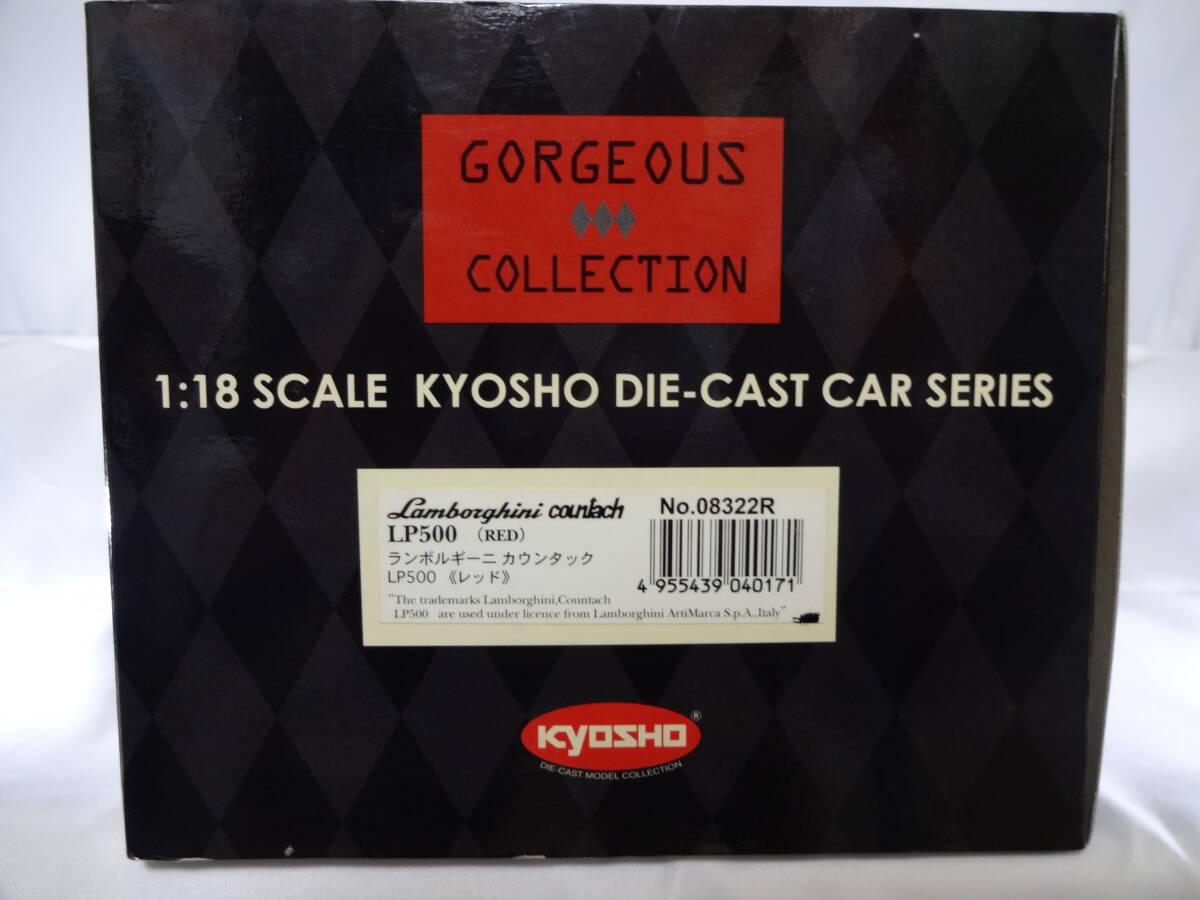 GORGEOUS
COLLECTION
1:18 SCALE KYOSHO DIE-CAST CAR SERIES
Lamborghini countach No.08322R
LP500 (RED)
ランボルギーニ カウンタック
LP500 《レッド》
4 955439 040171
"The trademarks Lamborghini,Countach
LP500 are used under licence from Lamborghini ArtiMarca S.p.A.,Italy"
KYOSHO ®
DIE-CAST MODEL COLLECTION